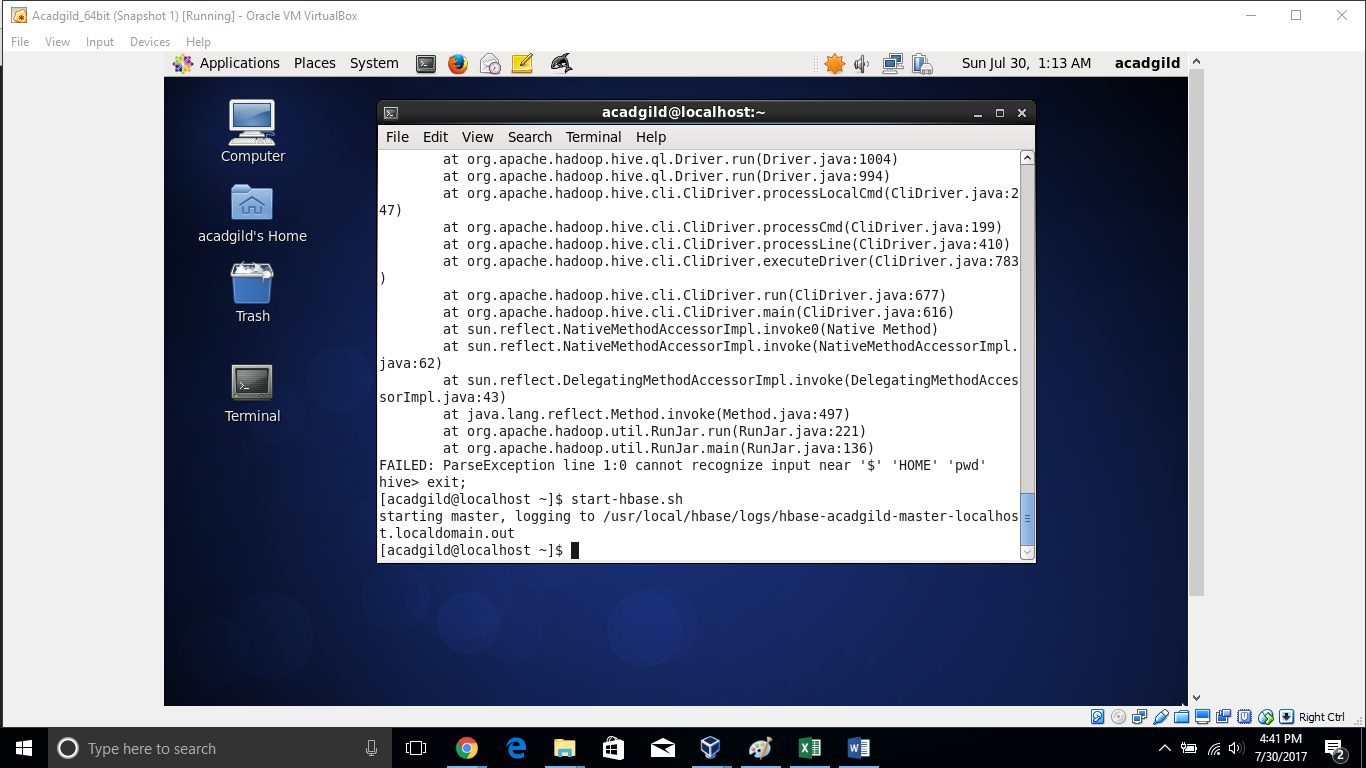 Acadgild_64bit (Snapshot 1) [Running] - Oracle VM VirtualBox
File View Input Devices Help
Applications Places System Sun Jul 30, 1:13 AM acadgild
Computer
acadgild's Home
Trash
Terminal
acadgild@localhost:~
File Edit View Search Terminal Help
at org.apache.hadoop.hive.ql.Driver.run(Driver.java:1004)
at org.apache.hadoop.hive.ql.Driver.run(Driver.java:994)
at org.apache.hadoop.hive.cli.CliDriver.processLocalCmd(CliDriver.java:2
47)
at org.apache.hadoop.hive.cli.CliDriver.processCmd(CliDriver.java:199)
at org.apache.hadoop.hive.cli.CliDriver.processLine(CliDriver.java:410)
at org.apache.hadoop.hive.cli.CliDriver.executeDriver(CliDriver.java:783
)
at org.apache.hadoop.hive.cli.CliDriver.run(CliDriver.java:677)
at org.apache.hadoop.hive.cli.CliDriver.main(CliDriver.java:616)
at sun.reflect.NativeMethodAccessorImpl.invoke0(Native Method)
at sun.reflect.NativeMethodAccessorImpl.invoke(NativeMethodAccessorImpl.
java:62)
at sun.reflect.DelegatingMethodAccessorImpl.invoke(DelegatingMethodAcces
sorImpl.java:43)
at java.lang.reflect.Method.invoke(Method.java:497)
at org.apache.hadoop.util.RunJar.run(RunJar.java:221)
at org.apache.hadoop.util.RunJar.main(RunJar.java:136)
FAILED: ParseException line 1:0 cannot recognize input near '$' 'HOME' 'pwd'
hive> exit;
[acadgild@localhost ~]$ start-hbase.sh
starting master, logging to /usr/local/hbase/logs/hbase-acadgild-master-localhos
t.localdomain.out
[acadgild@localhost ~]$
Right Ctrl
Type here to search
4:41 PM
7/30/2017
2